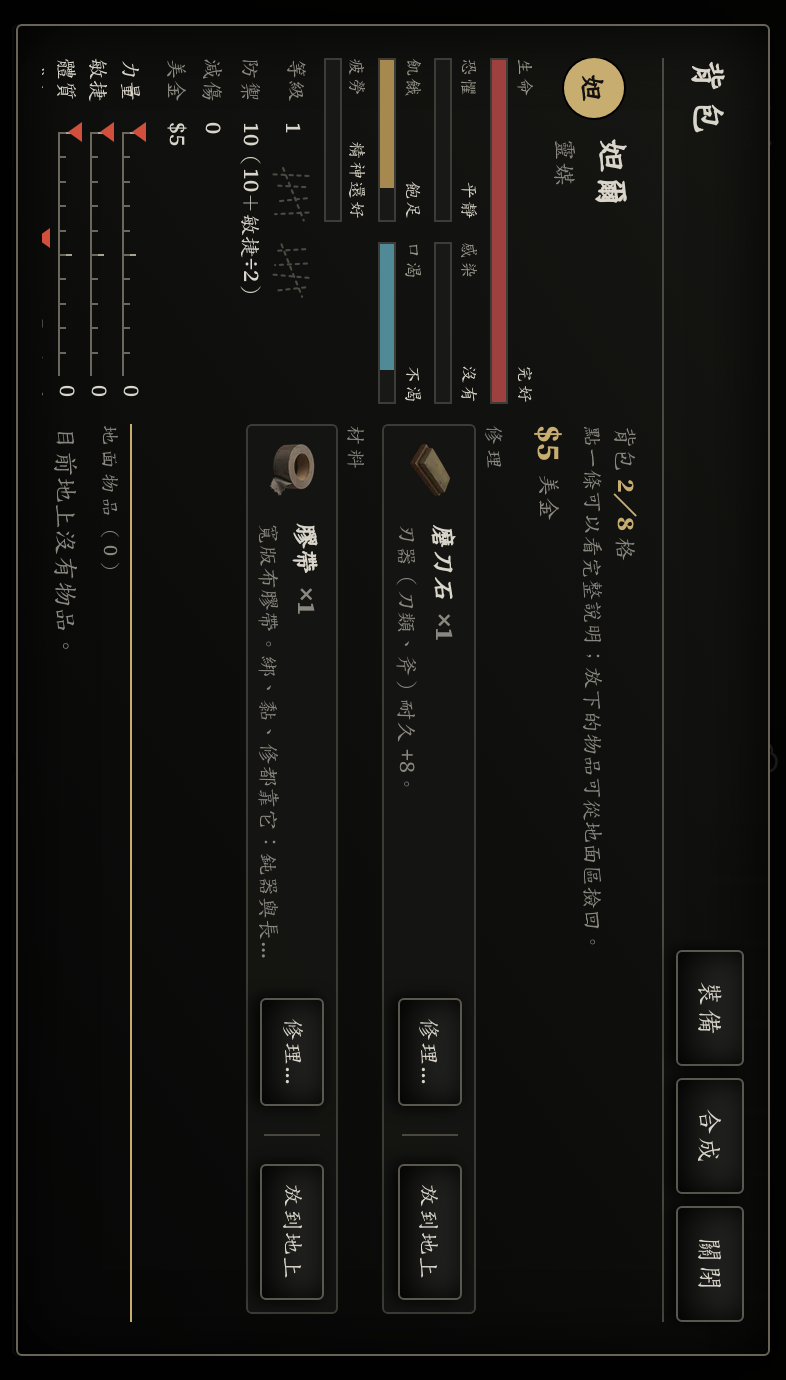 背包
裝備
合成
關閉
妲
妲爾
靈媒
生命 完好
恐懼 平靜
感染 沒有
飢餓 飽足
口渴 不渴
疲勞 精神還好
等級 1
防禦 10（10＋敏捷÷2）
減傷 0
美金 $5
力量 0
敏捷 0
體質 0
背包 2／8 格
點一條可以看完整說明；放下的物品可從地面區撿回。
$5 美金
修理
磨刀石 ×1
刃器（刀類、斧）耐久 +8。
修理…
放到地上
材料
膠帶 ×1
寬版布膠帶。綁、黏、修都靠它：鈍器與長…
修理…
放到地上
地面物品（0）
目前地上沒有物品。